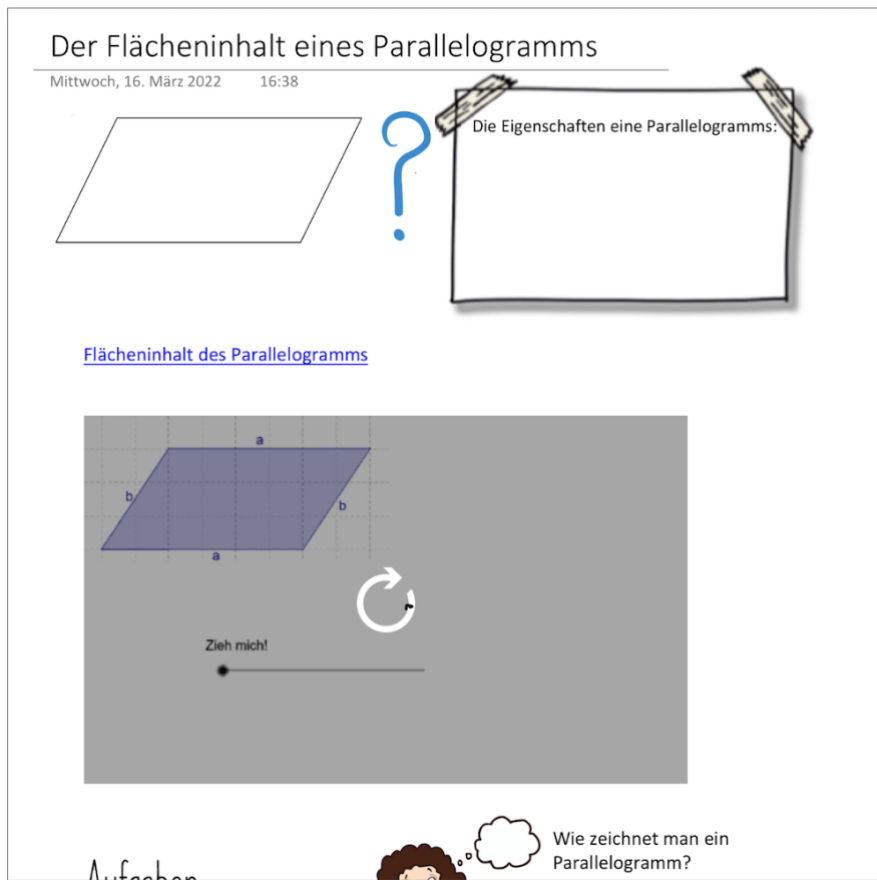 Der Flächeninhalt eines Parallelogramms
Mittwoch, 16. März 2022 16:38
?
Die Eigenschaften eine Parallelogramms:
Flächeninhalt des Parallelogramms
a
b
b
a
Zieh mich!
Wie zeichnet man ein
Parallelogramm?
Aufgaben